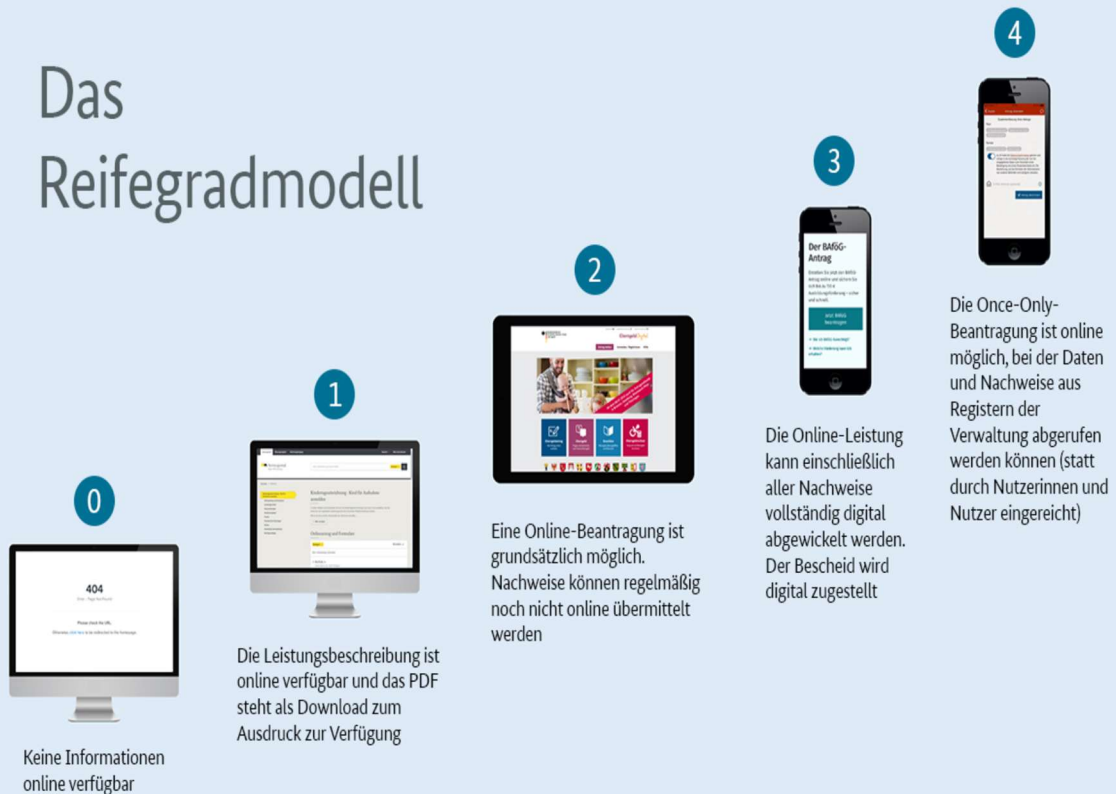 Das
Reifegradmodell
0
404
Please check the URL.
Keine Informationen
online verfügbar
1
Die Leistungsbeschreibung ist
online verfügbar und das PDF
steht als Download zum
Ausdruck zur Verfügung
2
Eine Online-Beantragung ist
grundsätzlich möglich.
Nachweise können regelmäßig
noch nicht online übermittelt
werden
3
Der BAföG-
Antrag
Die Online-Leistung
kann einschließlich
aller Nachweise
vollständig digital
abgewickelt werden.
Der Bescheid wird
digital zugestellt
4
Die Once-Only-
Beantragung ist online
möglich, bei der Daten
und Nachweise aus
Registern der
Verwaltung abgerufen
werden können (statt
durch Nutzerinnen und
Nutzer eingereicht)